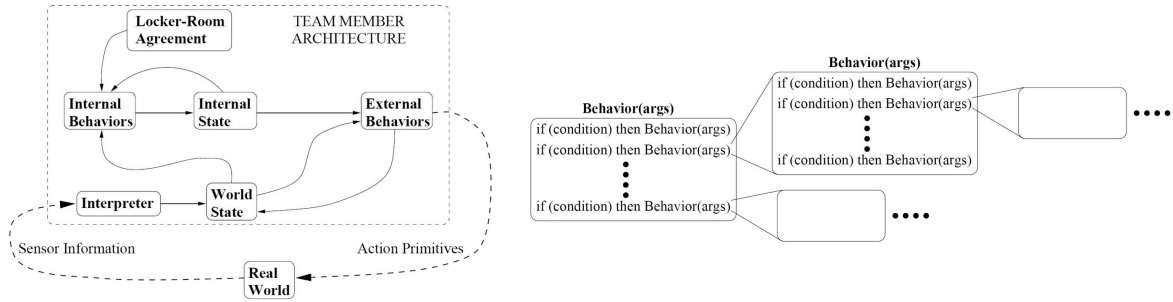 Locker-Room
Agreement
TEAM MEMBER
ARCHITECTURE
Internal
Behaviors
Internal
State
External
Behaviors
Interpreter
World
State
Sensor Information
Action Primitives
Real
World
Behavior(args)
if (condition) then Behavior(args)
if (condition) then Behavior(args)
if (condition) then Behavior(args)
Behavior(args)
if (condition) then Behavior(args)
if (condition) then Behavior(args)
if (condition) then Behavior(args)